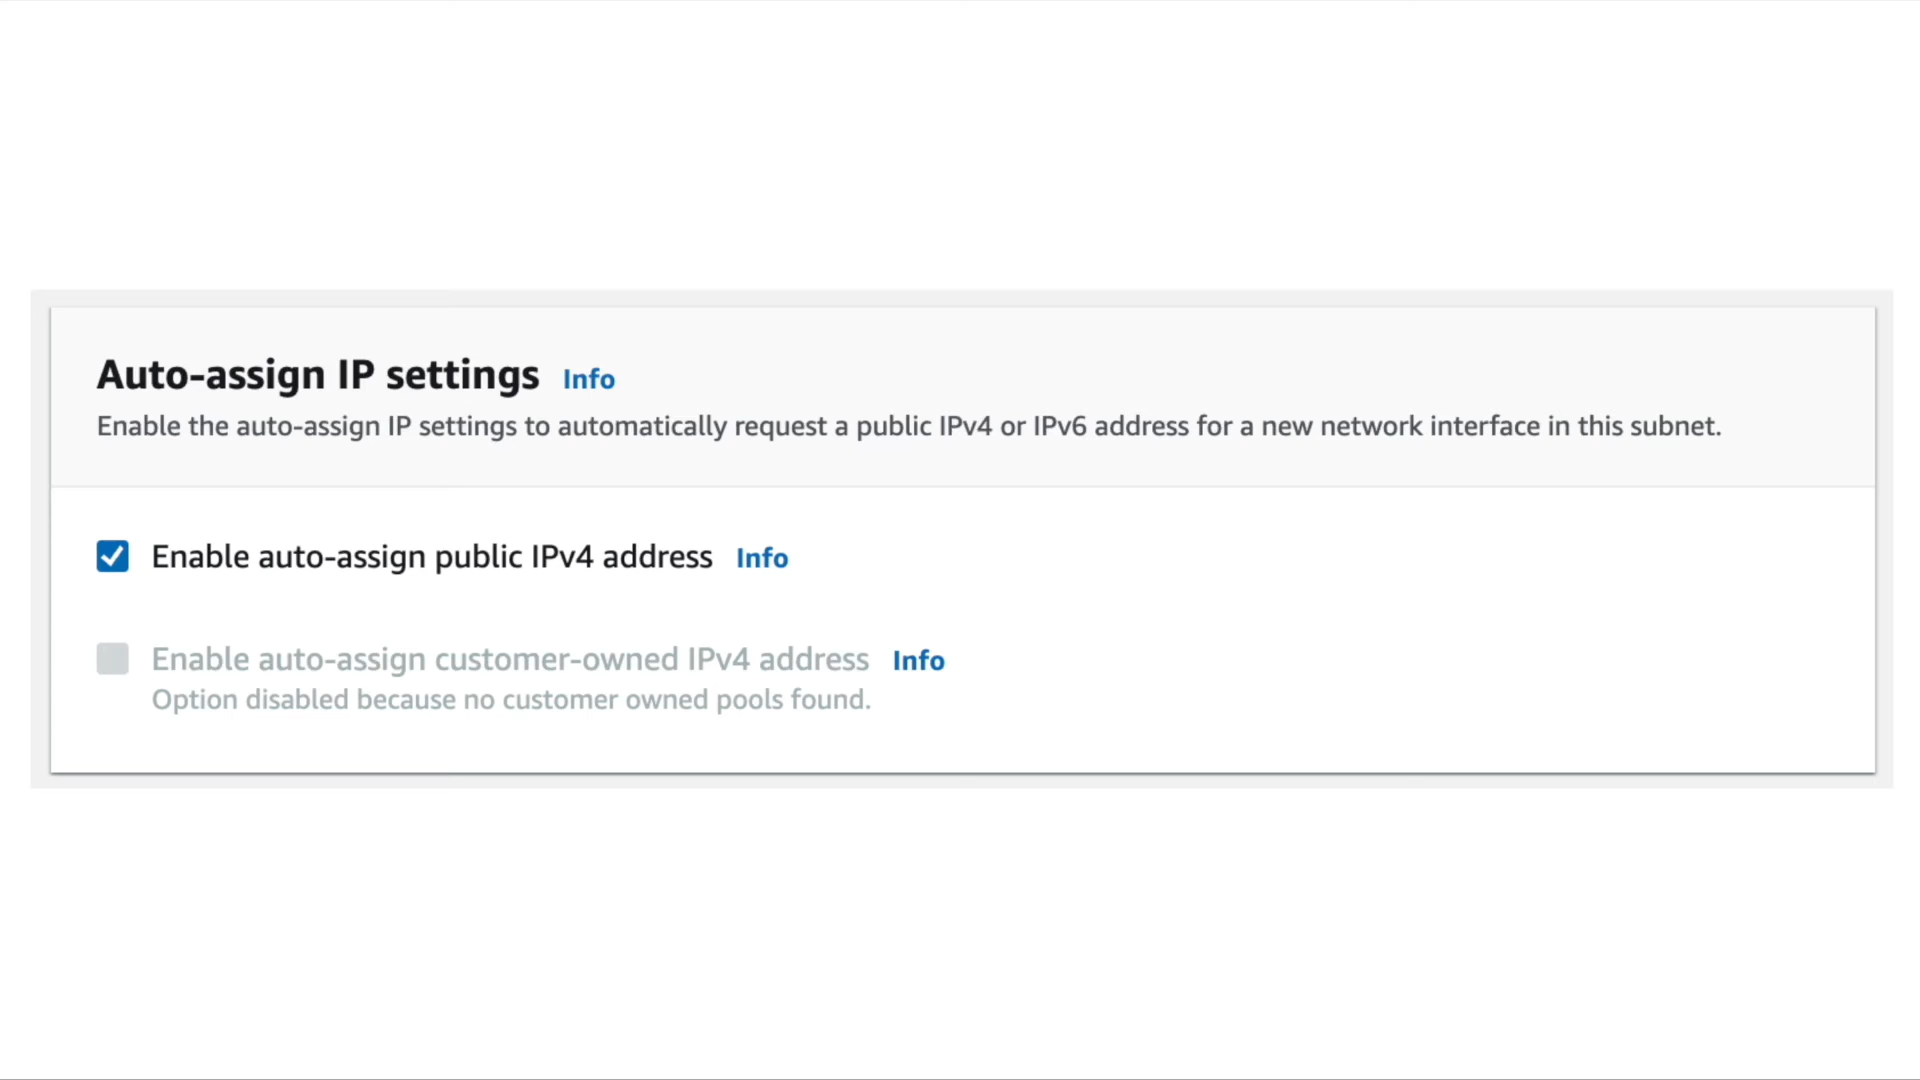 Auto-assign IP settings Info
Enable the auto-assign IP settings to automatically request a public IPv4 or IPv6 address for a new network interface in this subnet.
Enable auto-assign public IPv4 address Info
Enable auto-assign customer-owned IPv4 address Info
Option disabled because no customer owned pools found.